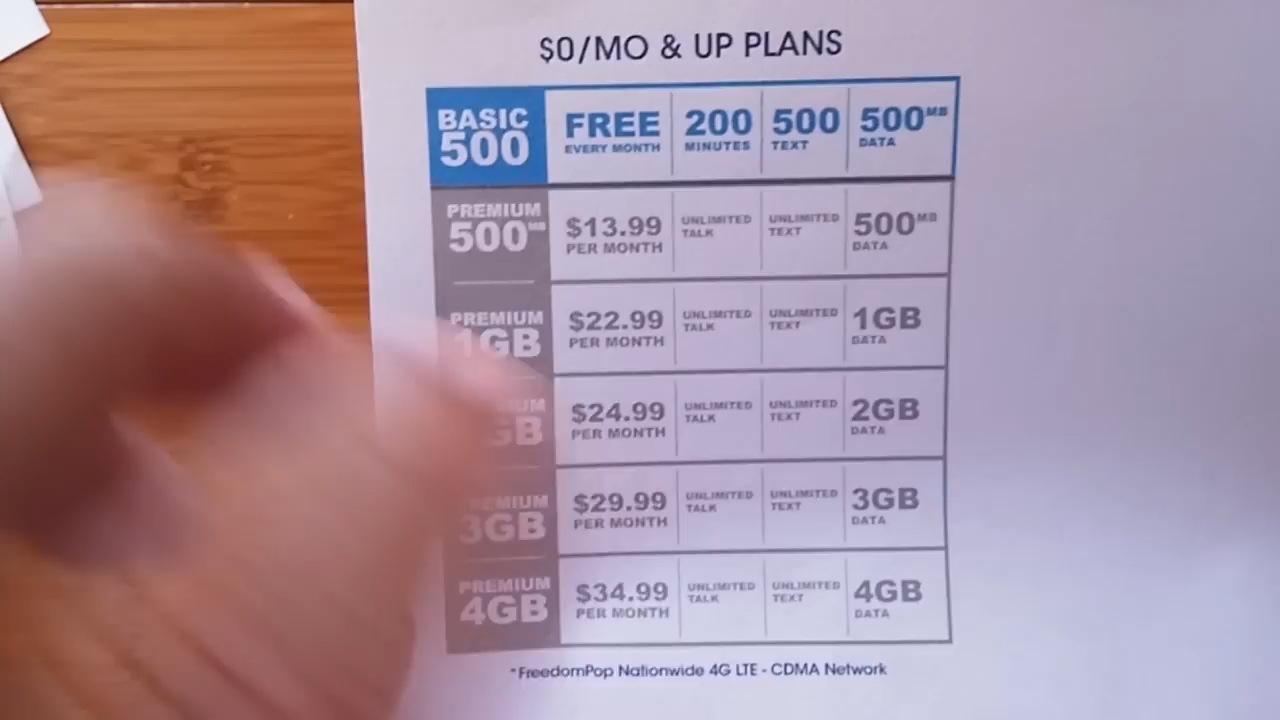 $0/MO & UP PLANS
BASIC
500
FREE
EVERY MONTH
200
MINUTES
500
TEXT
500MB
DATA
PREMIUM
500MB
$13.99
PER MONTH
UNLIMITED
TALK
UNLIMITED
TEXT
500MB
DATA
PREMIUM
1GB
$22.99
PER MONTH
UNLIMITED
TALK
UNLIMITED
TEXT
1GB
DATA
$24.99
PER MONTH
UNLIMITED
TALK
UNLIMITED
TEXT
2GB
DATA
PREMIUM
3GB
$29.99
PER MONTH
UNLIMITED
TALK
UNLIMITED
TEXT
3GB
DATA
PREMIUM
4GB
$34.99
PER MONTH
UNLIMITED
TALK
UNLIMITED
TEXT
4GB
DATA
*FreedomPop Nationwide 4G LTE - CDMA Network